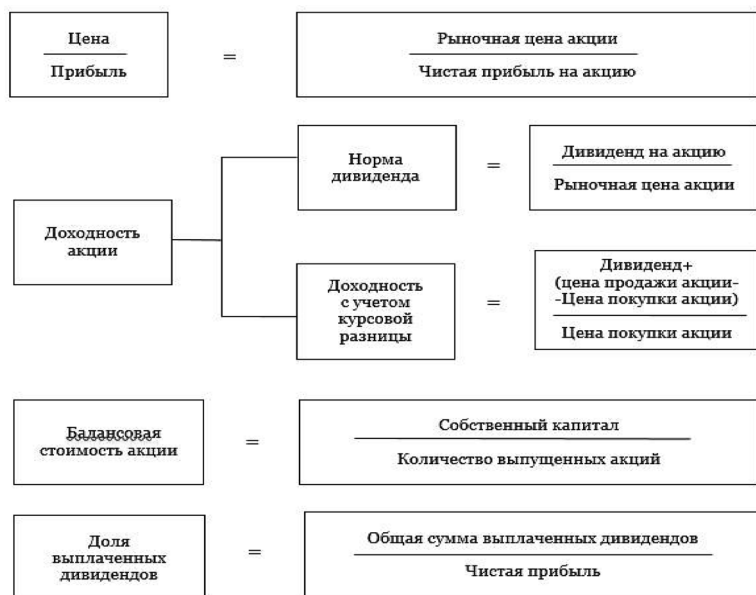 Цена
Прибыль
=
Рыночная цена акции
Чистая прибыль на акцию
Доходность
акции
Норма
дивиденда
=
Дивиденд на акцию
Рыночная цена акции
Доходность
с учетом
курсовой
разницы
=
Дивиденд+
(цена продажи акции-
-Цена покупки акции)
Цена покупки акции
Балансовая
стоимость акции
=
Собственный капитал
Количество выпущенных акций
Доля
выплаченных
дивидендов
=
Общая сумма выплаченных дивидендов
Чистая прибыль